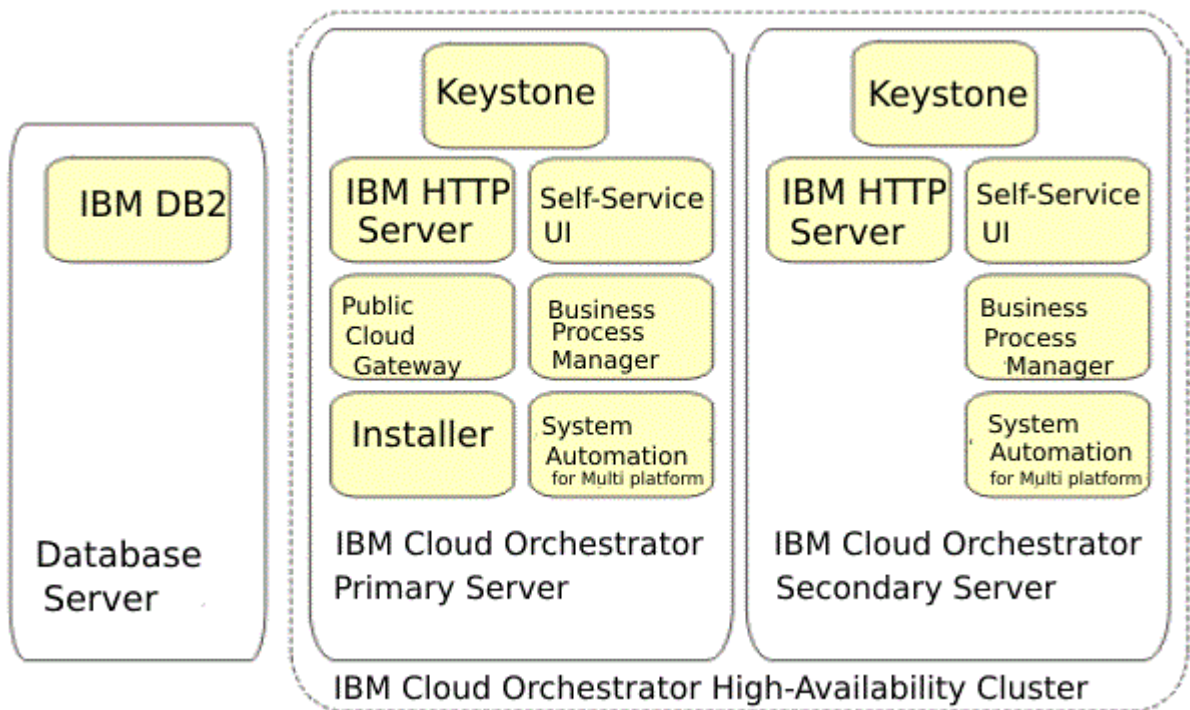 IBM DB2
Database
Server
Keystone
IBM HTTP
Server
Self-Service
UI
Public
Cloud
Gateway
Business
Process
Manager
Installer
System
Automation
for Multi platform
IBM Cloud Orchestrator
Primary Server
Keystone
IBM HTTP
Server
Self-Service
UI
Business
Process
Manager
System
Automation
for Multi platform
IBM Cloud Orchestrator
Secondary Server
IBM Cloud Orchestrator High-Availability Cluster